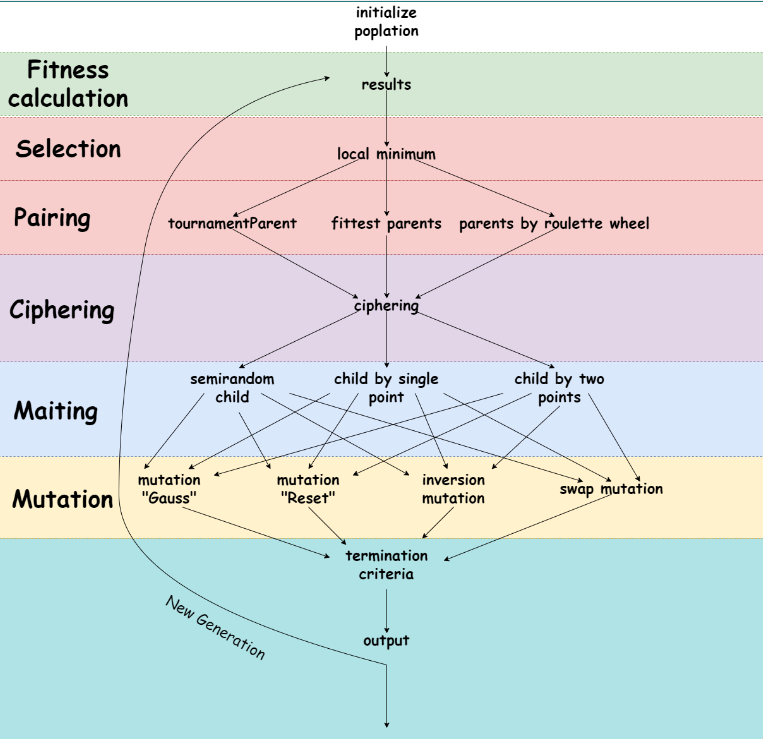 initialize
poplation
Fitness
calculation
results
Selection
local minimum
Pairing
tournamentParent
fittest parents
parents by roulette wheel
Ciphering
ciphering
Maiting
semirandom
child
child by single
point
child by two
points
Mutation
mutation
"Gauss"
mutation
"Reset"
inversion
mutation
swap mutation
termination
criteria
New Generation
output